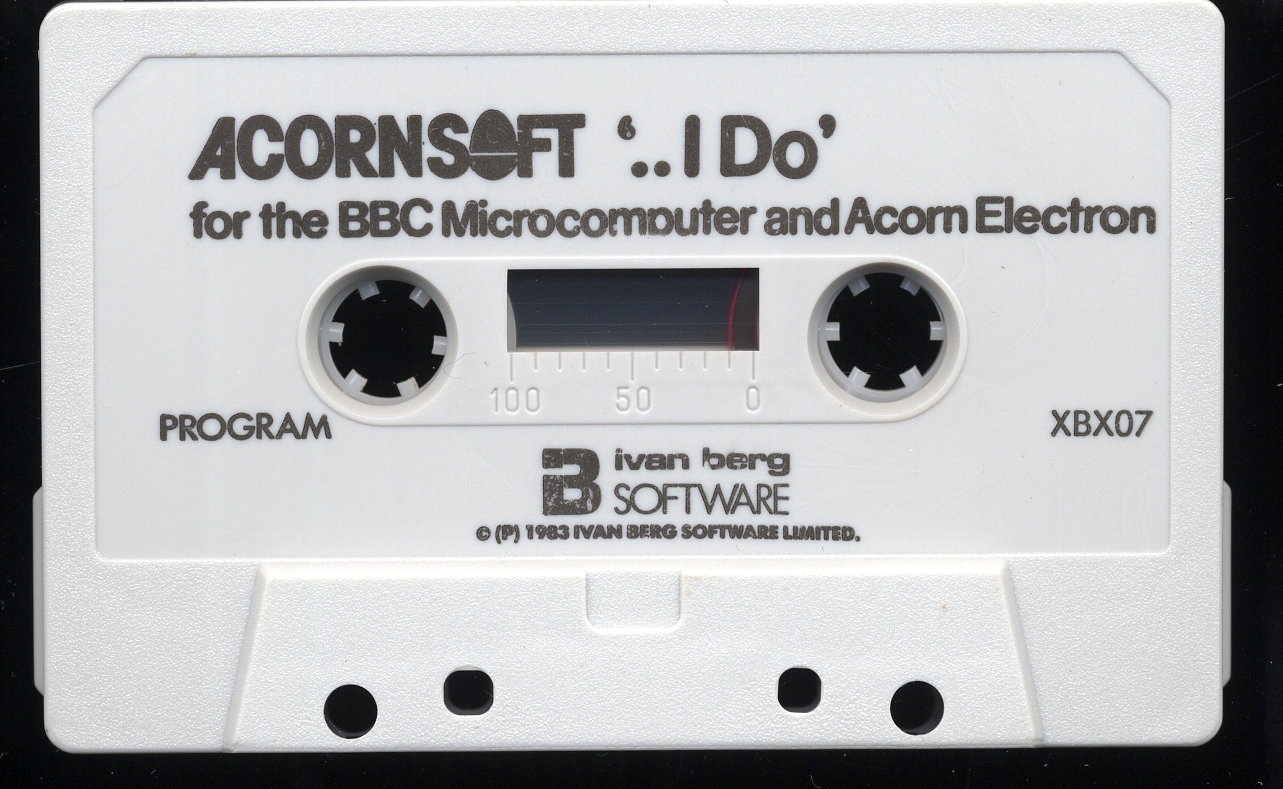 ACORNSOFT ‘..I Do’
for the BBC Microcomputer and Acorn Electron
100 50 0
PROGRAM
XBX07
B ivan berg
SOFTWARE
© (P) 1983 IVAN BERG SOFTWARE LIMITED.